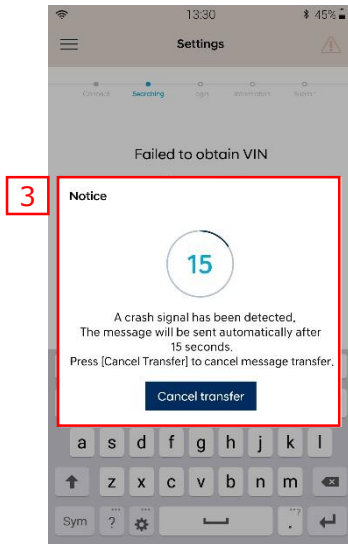 13:30
45%
Settings
Connect Searching Sign Information Submit
Failed to obtain VIN
3
Notice
15
A crash signal has been detected.
The message will be sent automatically after
15 seconds.
Press [Cancel Transfer] to cancel message transfer.
Cancel transfer
a s d f g h j k l
z x c v b n m
Sym ? .